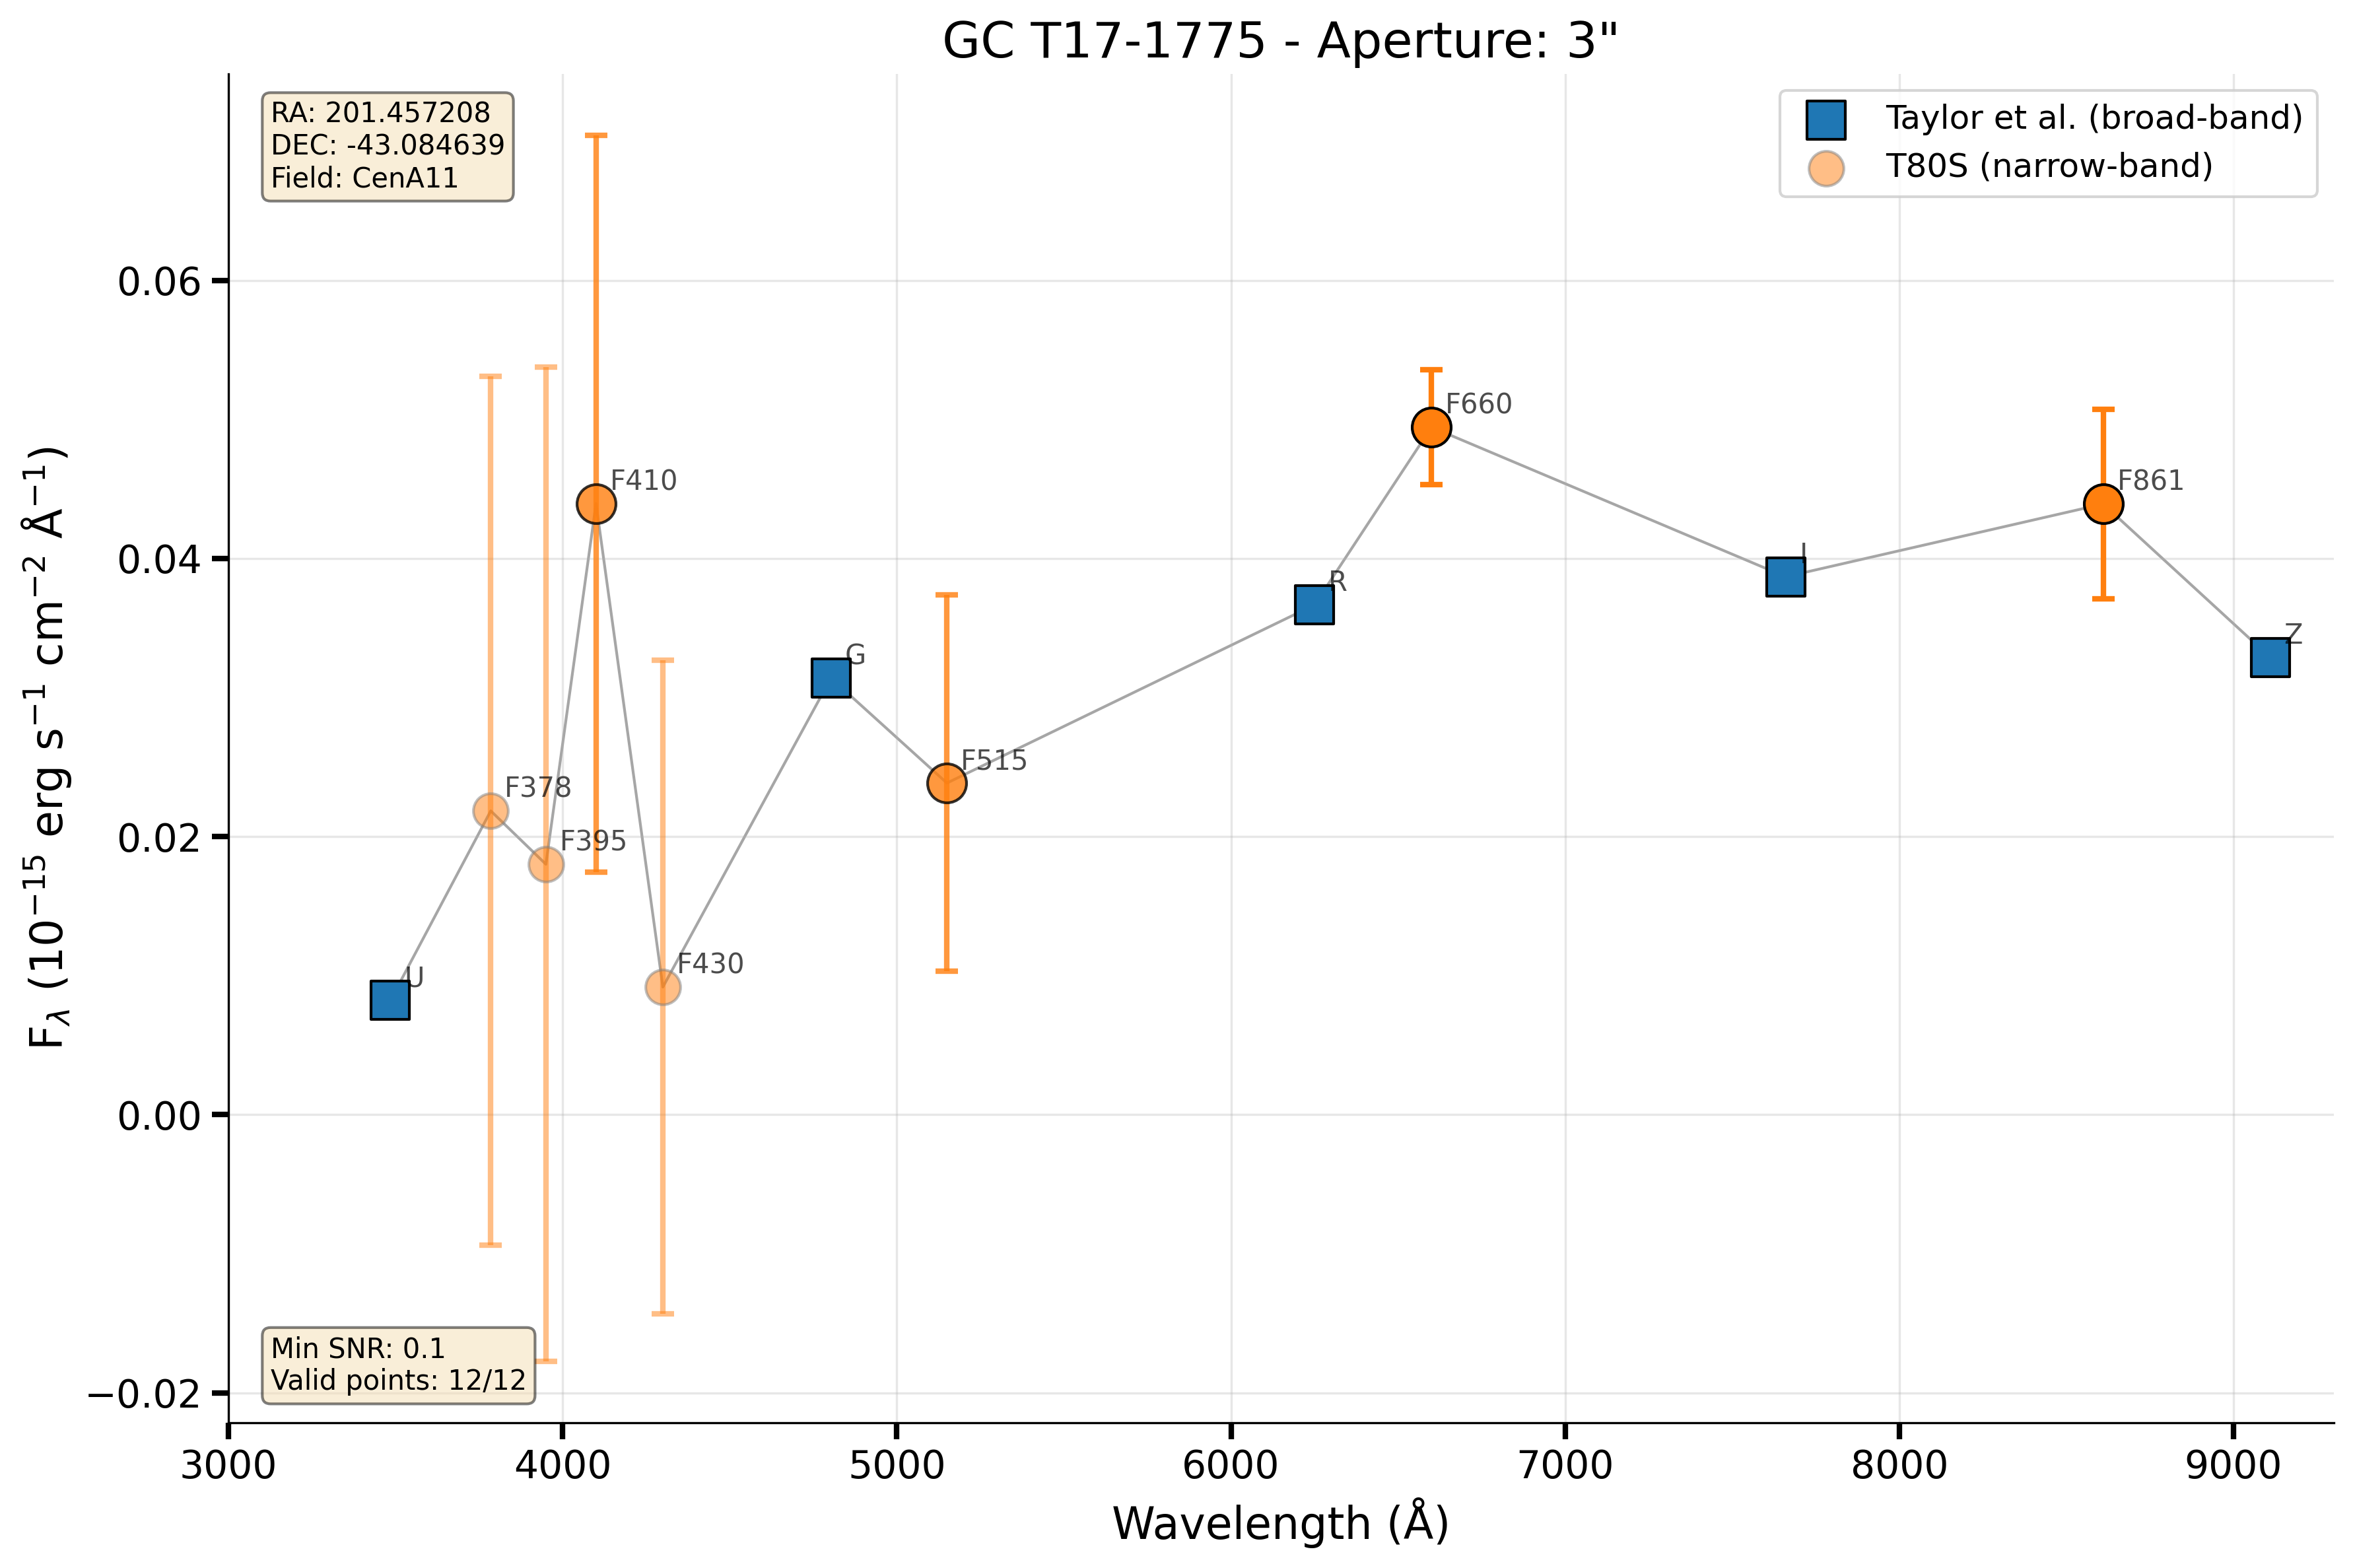 GC T17-1775 - Aperture: 3"
RA: 201.457208
DEC: -43.084639
Field: CenA11
Taylor et al. (broad-band)
T80S (narrow-band)
F410
F660
F861
I
R
Z
G
F515
F378
F395
F430
U
Min SNR: 0.1
Valid points: 12/12
0.06
0.04
0.02
0.00
−0.02
F_λ (10⁻¹⁵ erg s⁻¹ cm⁻² Å⁻¹)
3000 4000 5000 6000 7000 8000 9000
Wavelength (Å)